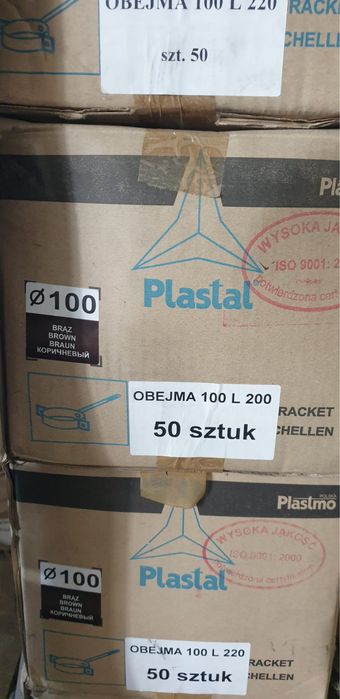 OBEJMA 100 L 220
szt. 50
RACKET
CHELLEN
Pla
WYSOKA JAK
ISO 9001: 2
Potwierdzona cert
Plastal
Ø100
BRĄZ
BROWN
BRAUN
КОРИЧНЕВЫЙ
OBEJMA 100 L 200
50 sztuk
RACKET
CHELLEN
POLSKA
Plastmo
WYSOKA JAKOŚĆ
ISO 9001: 2000
Plastal
Ø100
BRĄZ
BROWN
BRAUN
КОРИЧНЕВЫЙ
OBEJMA 100 L 220
50 sztuk
RACKET
SCHELLEN